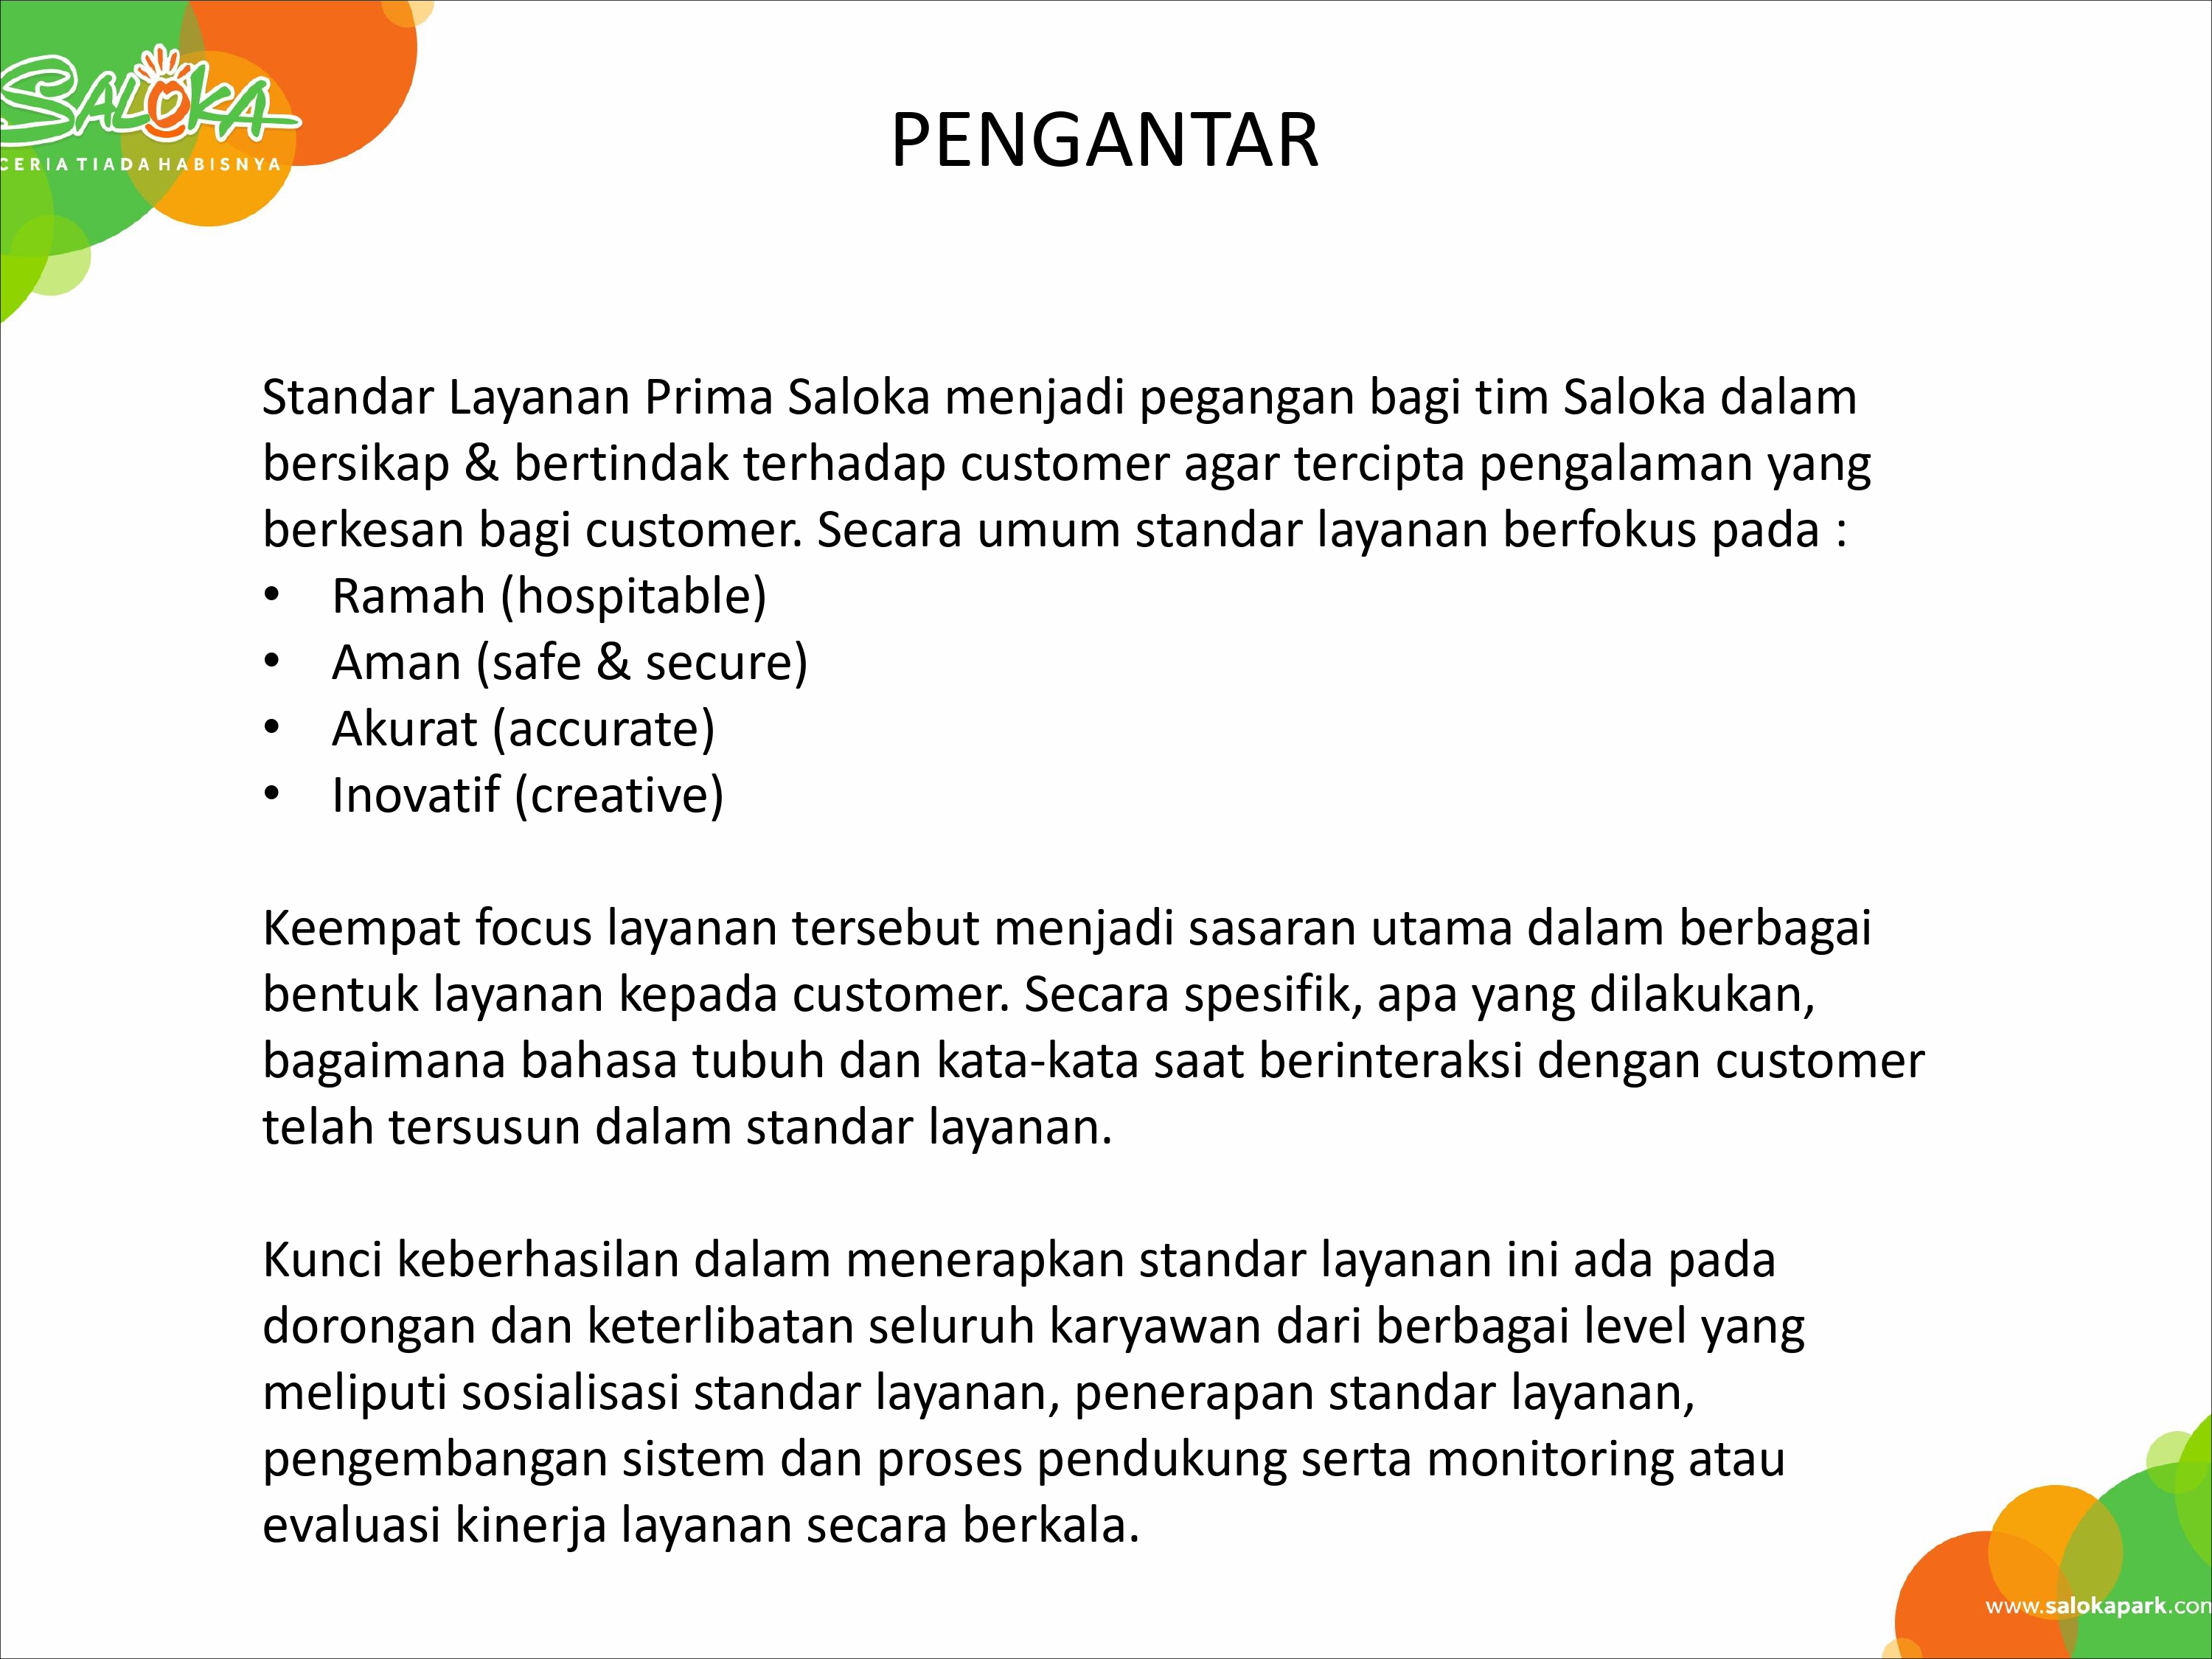 SALOKA
CERIA TIADA HABISNYA
PENGANTAR
Standar Layanan Prima Saloka menjadi pegangan bagi tim Saloka dalam
bersikap & bertindak terhadap customer agar tercipta pengalaman yang
berkesan bagi customer. Secara umum standar layanan berfokus pada :
• Ramah (hospitable)
• Aman (safe & secure)
• Akurat (accurate)
• Inovatif (creative)
Keempat focus layanan tersebut menjadi sasaran utama dalam berbagai
bentuk layanan kepada customer. Secara spesifik, apa yang dilakukan,
bagaimana bahasa tubuh dan kata-kata saat berinteraksi dengan customer
telah tersusun dalam standar layanan.
Kunci keberhasilan dalam menerapkan standar layanan ini ada pada
dorongan dan keterlibatan seluruh karyawan dari berbagai level yang
meliputi sosialisasi standar layanan, penerapan standar layanan,
pengembangan sistem dan proses pendukung serta monitoring atau
evaluasi kinerja layanan secara berkala.
www.salokapark.com